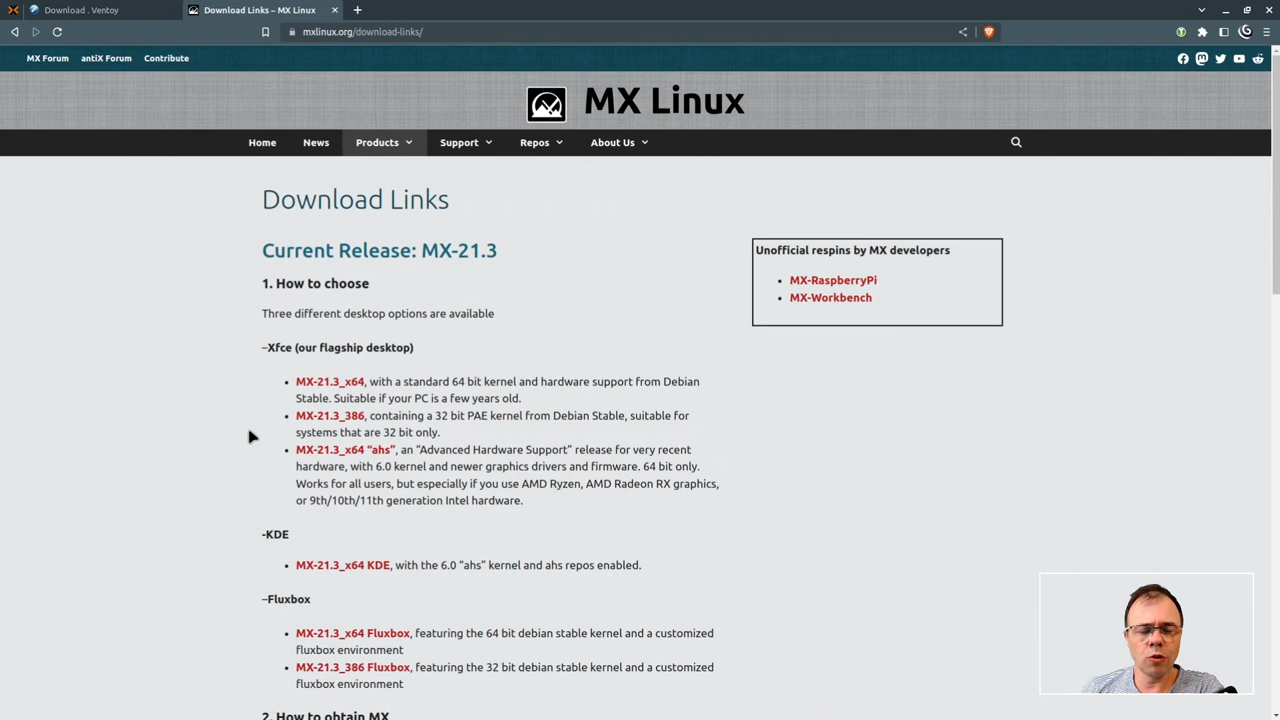 Download . Ventoy
Download Links – MX Linux
mxlinux.org/download-links/
MX Forum antiX Forum Contribute
MX Linux
Home News Products Support Repos About Us
Download Links
Current Release: MX-21.3
1. How to choose
Three different desktop options are available
–Xfce (our flagship desktop)
MX-21.3_x64, with a standard 64 bit kernel and hardware support from Debian
Stable. Suitable if your PC is a few years old.
MX-21.3_386, containing a 32 bit PAE kernel from Debian Stable, suitable for
systems that are 32 bit only.
MX-21.3_x64 “ahs”, an “Advanced Hardware Support” release for very recent
hardware, with 6.0 kernel and newer graphics drivers and firmware. 64 bit only.
Works for all users, but especially if you use AMD Ryzen, AMD Radeon RX graphics,
or 9th/10th/11th generation Intel hardware.
-KDE
MX-21.3_x64 KDE, with the 6.0 “ahs” kernel and ahs repos enabled.
–Fluxbox
MX-21.3_x64 Fluxbox, featuring the 64 bit debian stable kernel and a customized
fluxbox environment
MX-21.3_386 Fluxbox, featuring the 32 bit debian stable kernel and a customized
fluxbox environment
2. How to obtain MX
Unofficial respins by MX developers
MX-RaspberryPi
MX-Workbench